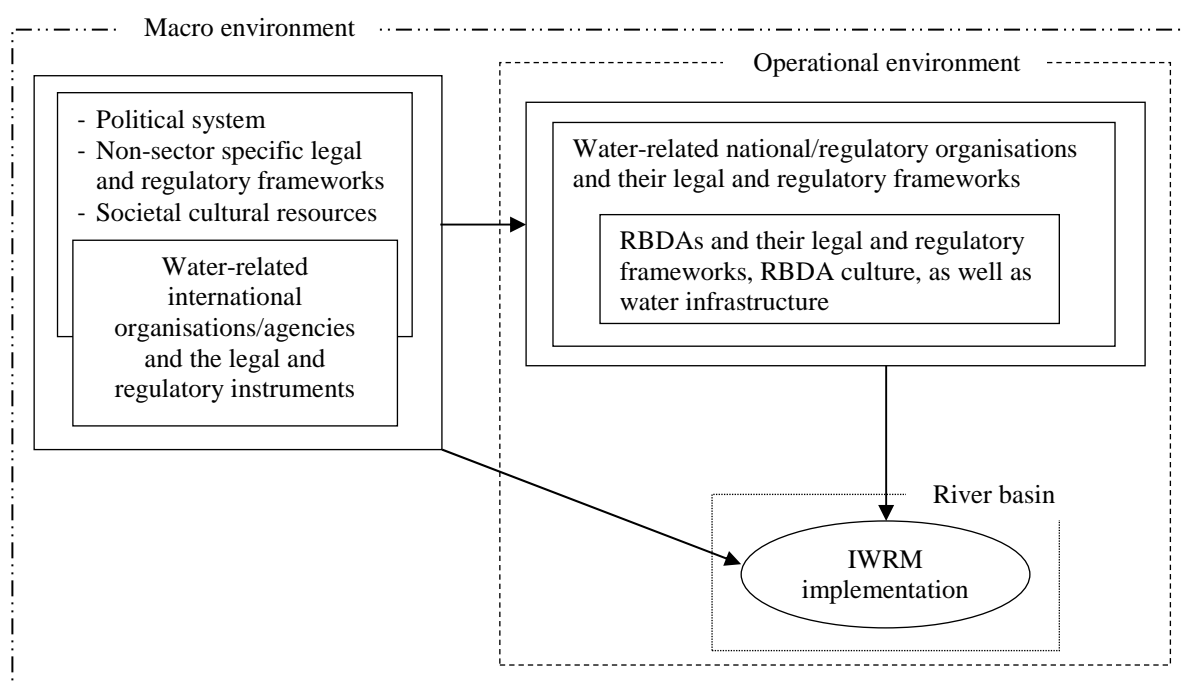 Macro environment
Operational environment
- Political system
- Non-sector specific legal
and regulatory frameworks
- Societal cultural resources
Water-related
international
organisations/agencies
and the legal and
regulatory instruments
Water-related national/regulatory organisations
and their legal and regulatory frameworks
RBDAs and their legal and regulatory
frameworks, RBDA culture, as well as
water infrastructure
River basin
IWRM
implementation